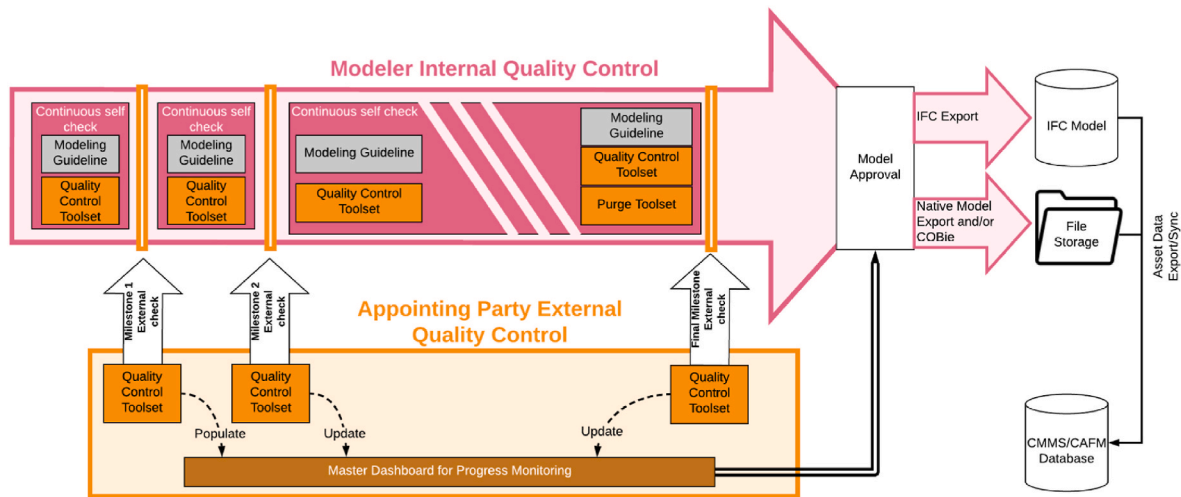 Modeler Internal Quality Control
Continuous self
check
Modeling
Guideline
Quality
Control
Toolset
Continuous self
check
Modeling
Guideline
Quality
Control
Toolset
Continuous self check
Modeling Guideline
Quality Control
Toolset
Modeling
Guideline
Quality Control
Toolset
Purge Toolset
Model
Approval
IFC Export
Native Model
Export and/or
COBie
IFC Model
File
Storage
Asset Data
Export/Sync
CMMS/CAFM
Database
Milestone 1
External
check
Milestone 2
External
check
Final Milestone
External
check
Appointing Party External
Quality Control
Quality
Control
Toolset
Quality
Control
Toolset
Quality
Control
Toolset
Populate
Update
Update
Master Dashboard for Progress Monitoring